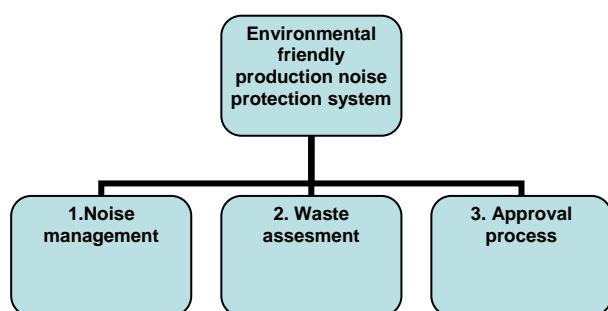 Environmental
friendly
production noise
protection system
1.Noise
management
2. Waste
assesment
3. Approval
process